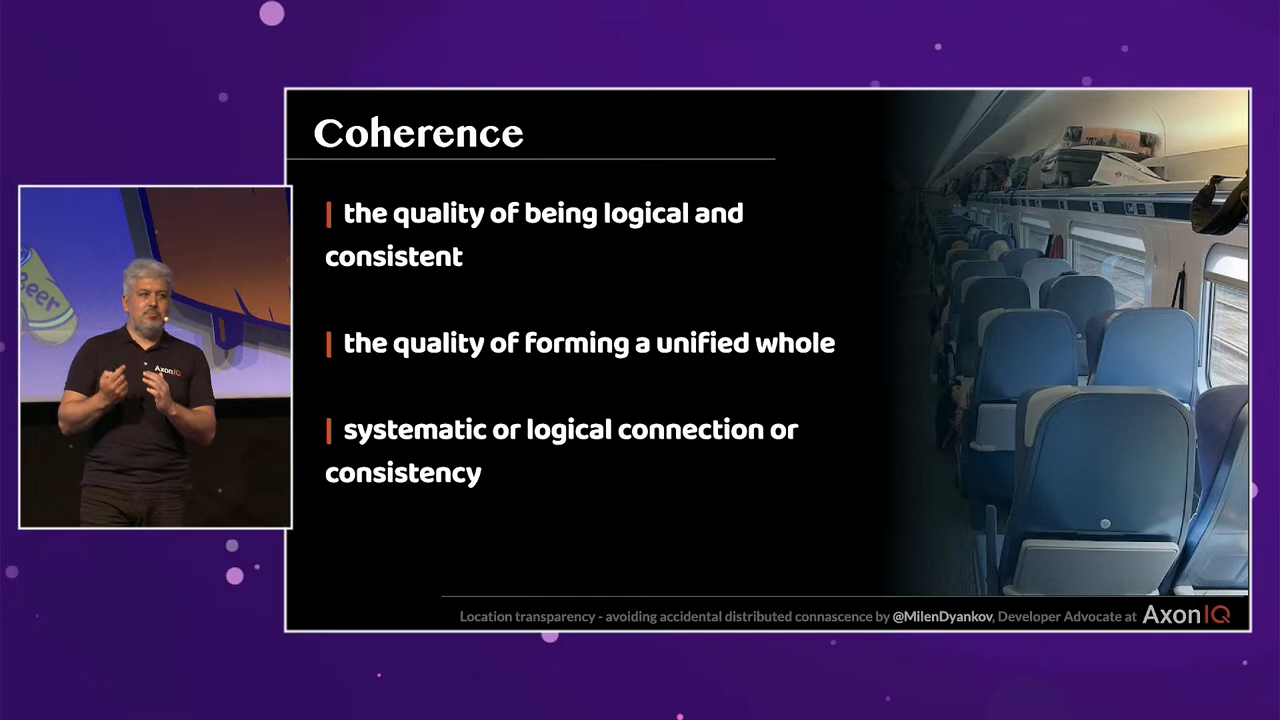 Coherence
| the quality of being logical and
consistent
| the quality of forming a unified whole
| systematic or logical connection or
consistency
Location transparency - avoiding accidental distributed connascence by @MilenDyankov, Developer Advocate at AxonIQ
Beer
AxonIQ